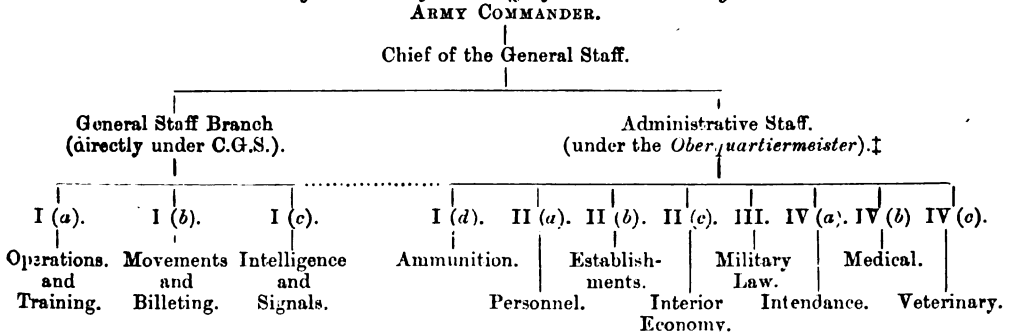 ARMY COMMANDER.
Chief of the General Staff.
General Staff Branch
(directly under C.G.S.).
Administrative Staff.
(under the Oberquartiermeister).‡
I (a). I (b). I (c). I (d). II (a). II (b). II (c). III. IV (a). IV (b) IV (c).
Operations.
and
Training.
Movements
and
Billeting.
Intelligence
and
Signals.
Ammunition.
Personnel.
Establish-
ments.
Interior
Economy.
Military
Law.
Intendance.
Medical.
Veterinary.